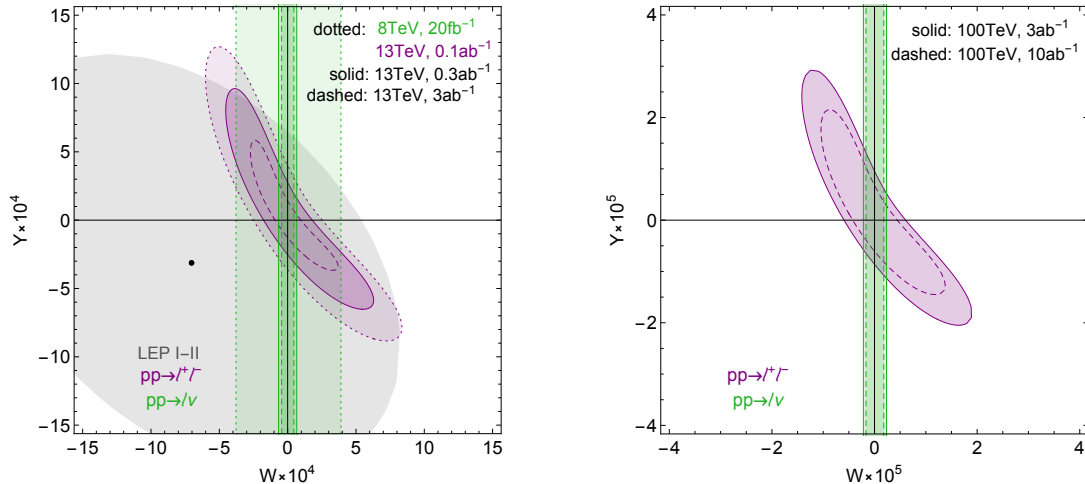 15
10
5
0
−5
−10
−15
Y×10⁴
dotted: 8TeV, 20fb⁻¹
13TeV, 0.1ab⁻¹
solid: 13TeV, 0.3ab⁻¹
dashed: 13TeV, 3ab⁻¹
LEP I−II
pp→l⁺l⁻
pp→lν
−15 −10 −5 0 5 10 15
W×10⁴
4
2
0
−2
−4
Y×10⁵
solid: 100TeV, 3ab⁻¹
dashed: 100TeV, 10ab⁻¹
pp→l⁺l⁻
pp→lν
−4 −2 0 2 4
W×10⁵